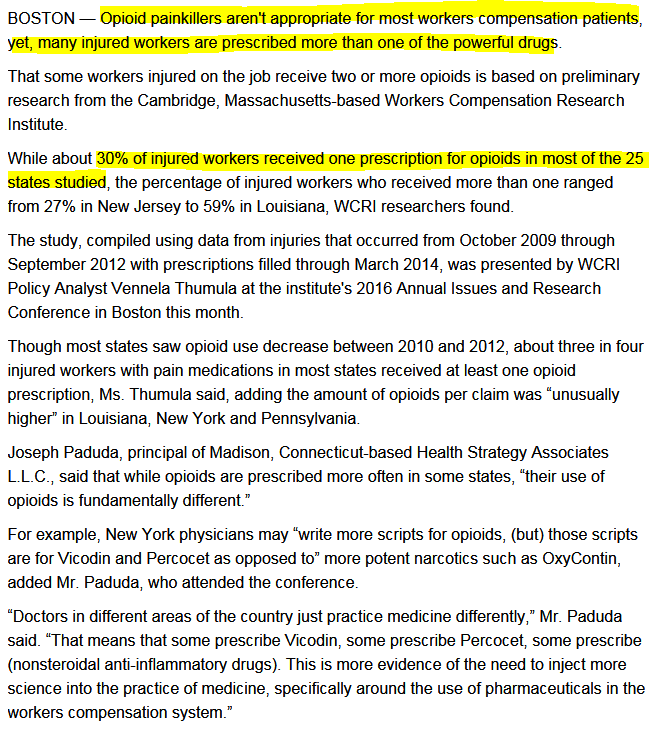 BOSTON — Opioid painkillers aren't appropriate for most workers compensation patients,
yet, many injured workers are prescribed more than one of the powerful drugs.
That some workers injured on the job receive two or more opioids is based on preliminary
research from the Cambridge, Massachusetts-based Workers Compensation Research
Institute.
While about 30% of injured workers received one prescription for opioids in most of the 25
states studied, the percentage of injured workers who received more than one ranged
from 27% in New Jersey to 59% in Louisiana, WCRI researchers found.
The study, compiled using data from injuries that occurred from October 2009 through
September 2012 with prescriptions filled through March 2014, was presented by WCRI
Policy Analyst Vennela Thumula at the institute's 2016 Annual Issues and Research
Conference in Boston this month.
Though most states saw opioid use decrease between 2010 and 2012, about three in four
injured workers with pain medications in most states received at least one opioid
prescription, Ms. Thumula said, adding the amount of opioids per claim was “unusually
higher” in Louisiana, New York and Pennsylvania.
Joseph Paduda, principal of Madison, Connecticut-based Health Strategy Associates
L.L.C., said that while opioids are prescribed more often in some states, “their use of
opioids is fundamentally different.”
For example, New York physicians may “write more scripts for opioids, (but) those scripts
are for Vicodin and Percocet as opposed to” more potent narcotics such as OxyContin,
added Mr. Paduda, who attended the conference.
“Doctors in different areas of the country just practice medicine differently,” Mr. Paduda
said. “That means that some prescribe Vicodin, some prescribe Percocet, some prescribe
(nonsteroidal anti-inflammatory drugs). This is more evidence of the need to inject more
science into the practice of medicine, specifically around the use of pharmaceuticals in the
workers compensation system.”